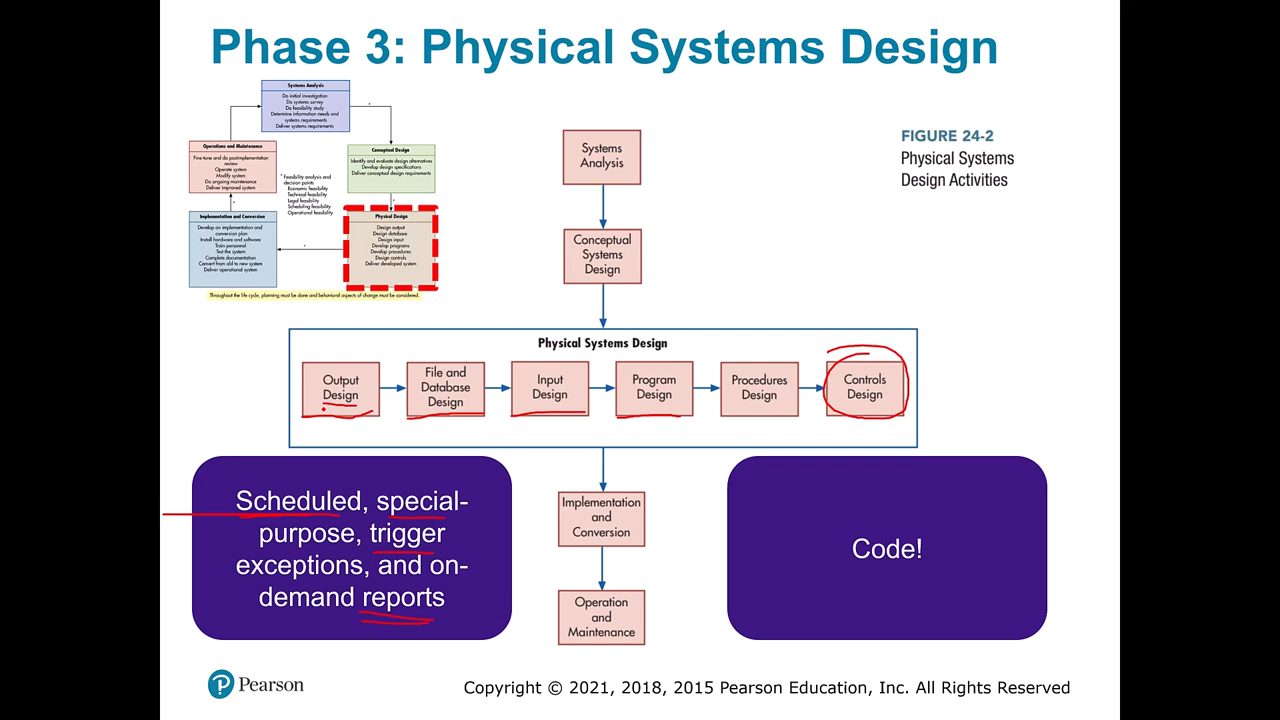 Phase 3: Physical Systems Design
Systems Analysis
Do initial investigation
Do systems survey
Do feasibility study
Determine information needs and
systems requirements
Deliver systems requirements
Operations and Maintenance
Fine-tune and do postimplementation
review
Operate system
Modify system
Do ongoing maintenance
Deliver improved system
* Feasibility analysis and
decision points
Economic feasibility
Technical feasibility
Legal feasibility
Scheduling feasibility
Operational feasibility
Conceptual Design
Identify and evaluate design alternatives
Develop design specifications
Deliver conceptual design requirements
Implementation and Conversion
Develop an implementation and
conversion plan
Install hardware and software
Train personnel
Test the system
Complete documentation
Convert from old to new system
Deliver operational system
Physical Design
Design output
Design database
Design input
Develop programs
Develop procedures
Design controls
Deliver developed system
Throughout the life cycle, planning must be done and behavioral aspects of change must be considered.
FIGURE 24-2
Physical Systems
Design Activities
Systems
Analysis
Conceptual
Systems
Design
Physical Systems Design
Output
Design
File and
Database
Design
Input
Design
Program
Design
Procedures
Design
Controls
Design
Scheduled, special-
purpose, trigger
exceptions, and on-
demand reports
Implementation
and
Conversion
Operation
and
Maintenance
Code!
Pearson
Copyright © 2021, 2018, 2015 Pearson Education, Inc. All Rights Reserved